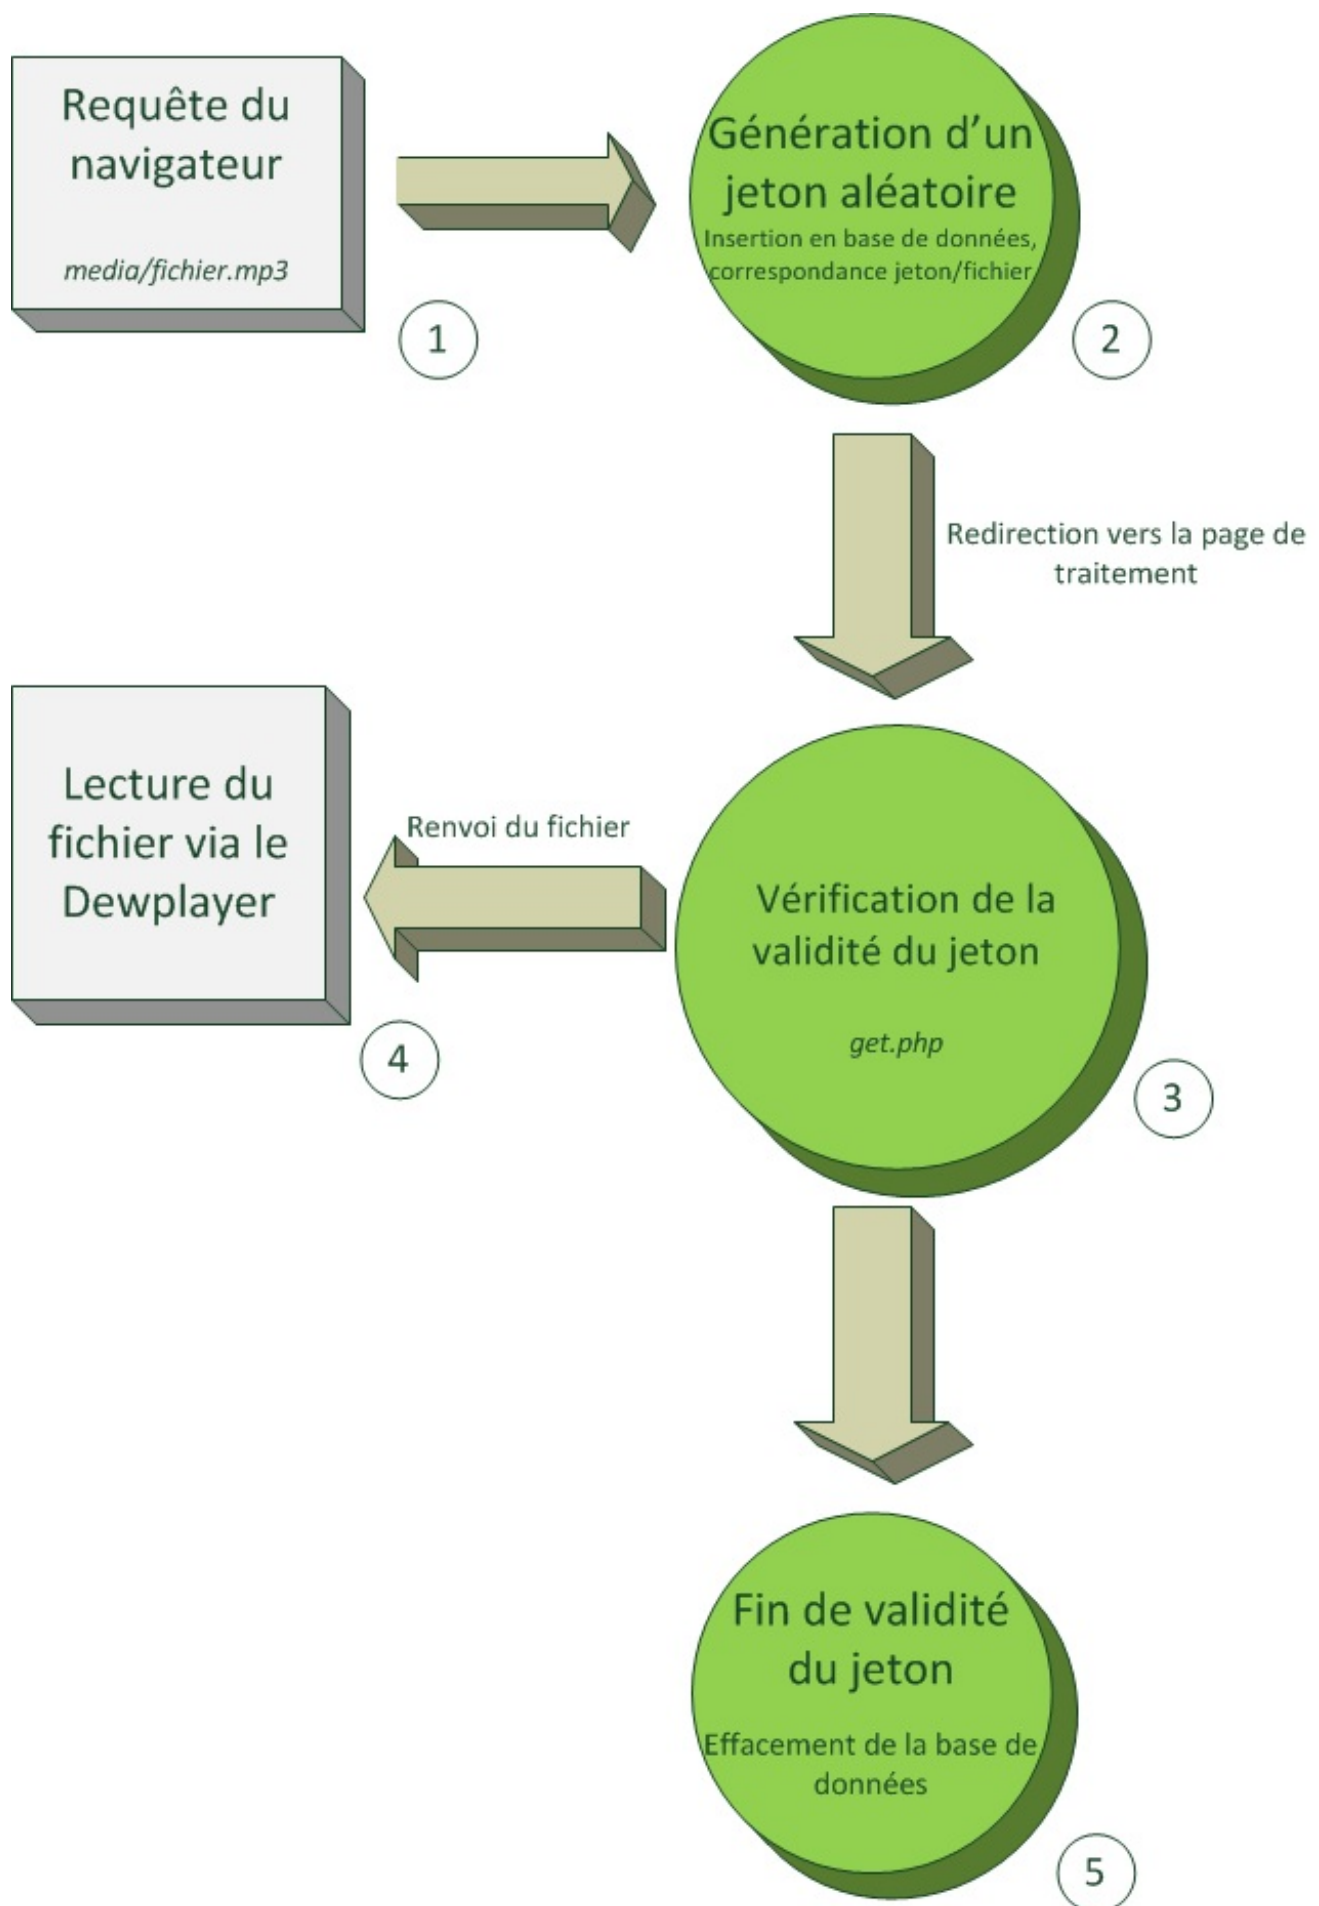 Requête du
navigateur
media/fichier.mp3
1
Génération d’un
jeton aléatoire
Insertion en base de données,
correspondance jeton/fichier
2
Redirection vers la page de
traitement
Vérification de la
validité du jeton
get.php
3
Renvoi du fichier
Lecture du
fichier via le
Dewplayer
4
Fin de validité
du jeton
Effacement de la base de
données
5